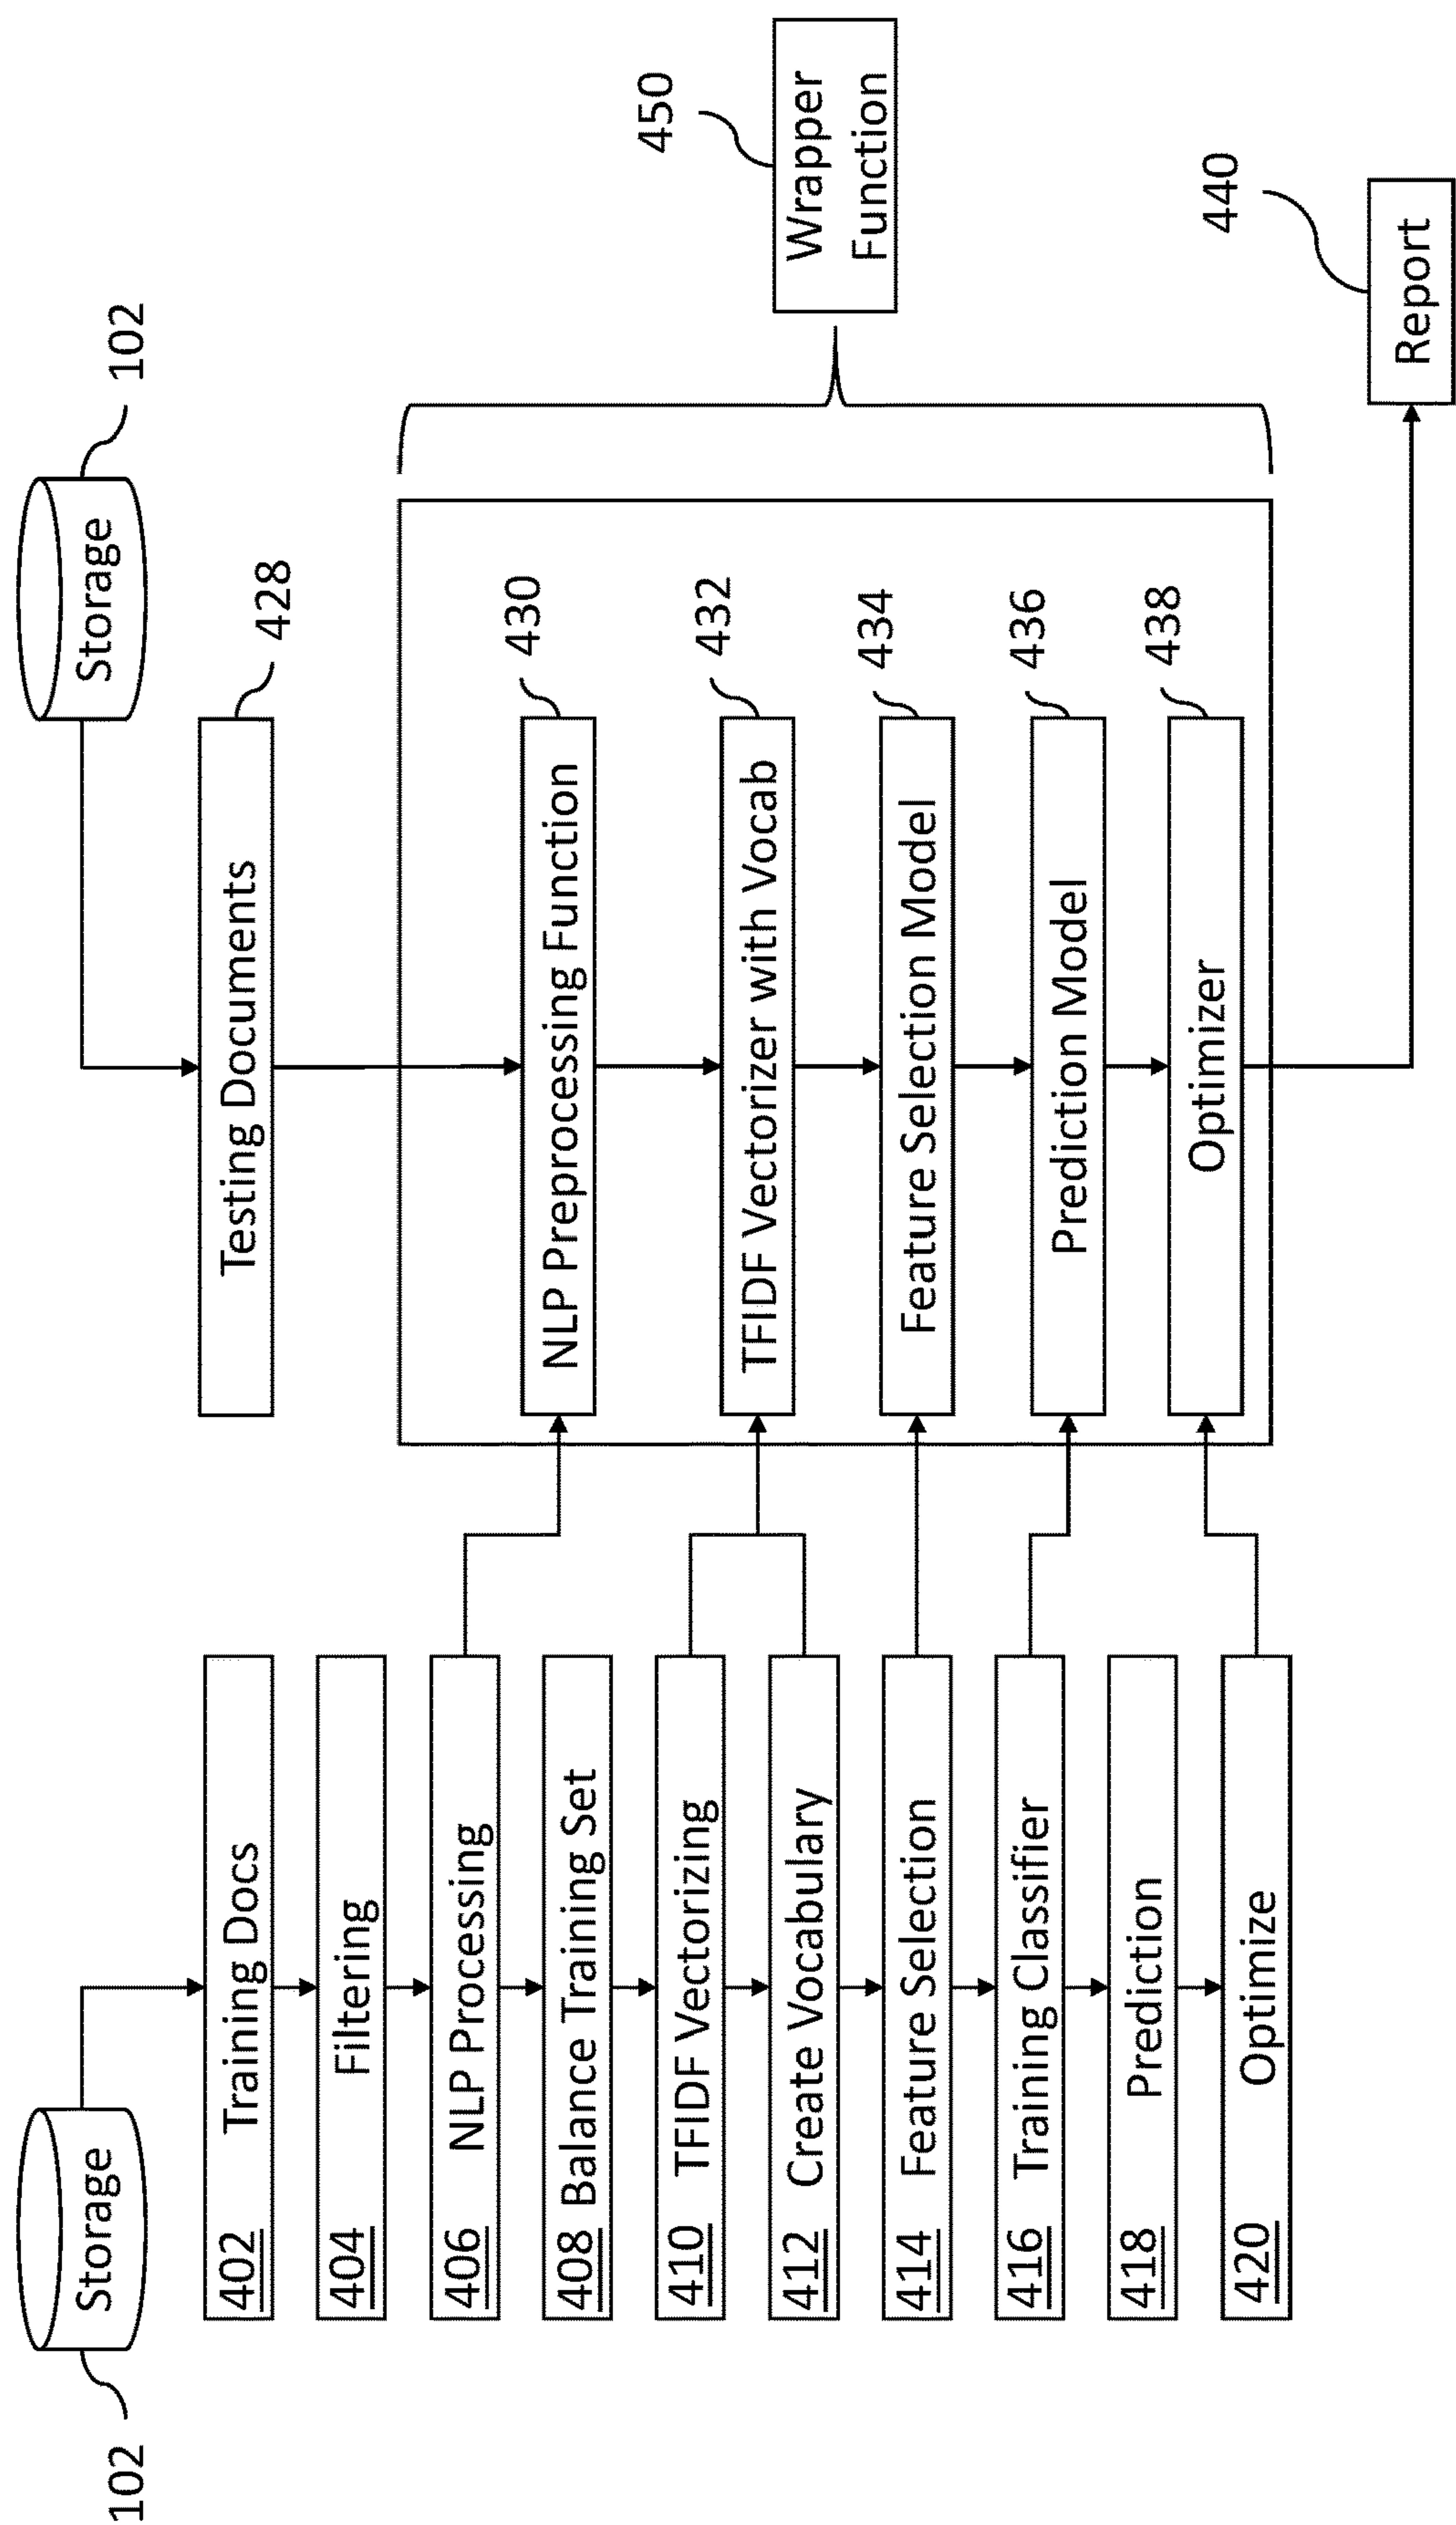 102
Storage
402 Training Docs
404 Filtering
406 NLP Processing
408 Balance Training Set
410 TFIDF Vectorizing
412 Create Vocabulary
414 Feature Selection
416 Training Classifier
418 Prediction
420 Optimize
Storage
102
Testing Documents
428
NLP Preprocessing Function
430
TFIDF Vectorizer with Vocab
432
Feature Selection Model
434
Prediction Model
436
Optimizer
438
450
Wrapper
Function
440
Report